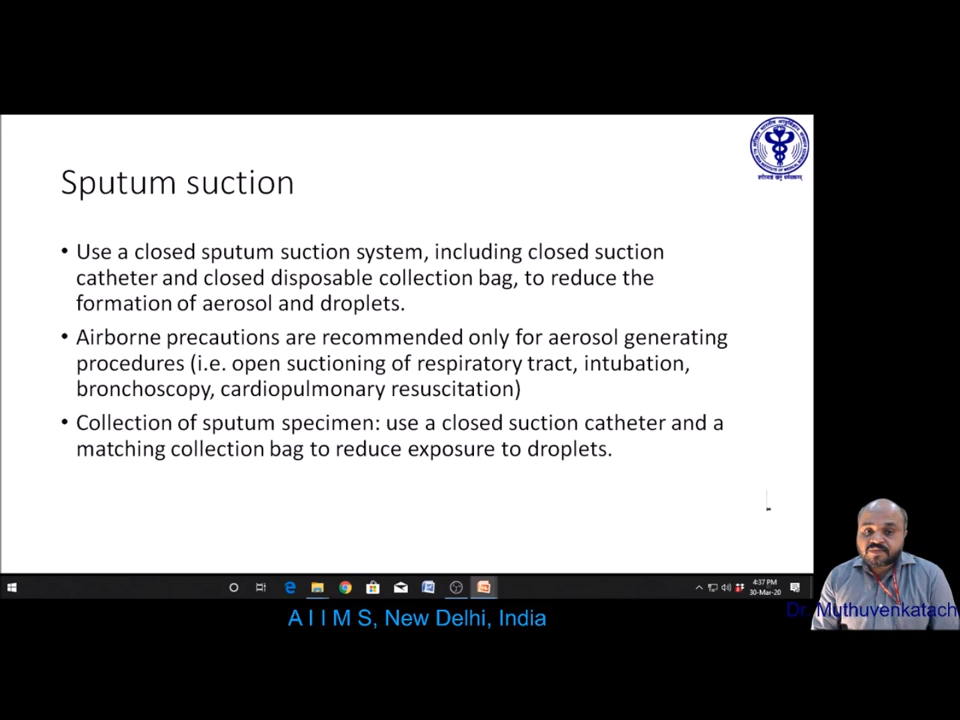 Sputum suction
• Use a closed sputum suction system, including closed suction
catheter and closed disposable collection bag, to reduce the
formation of aerosol and droplets.
• Airborne precautions are recommended only for aerosol generating
procedures (i.e. open suctioning of respiratory tract, intubation,
bronchoscopy, cardiopulmonary resuscitation)
• Collection of sputum specimen: use a closed suction catheter and a
matching collection bag to reduce exposure to droplets.
4:37 PM
30-Mar-20
Dr. Muthuvenkatach
A I I M S, New Delhi, India